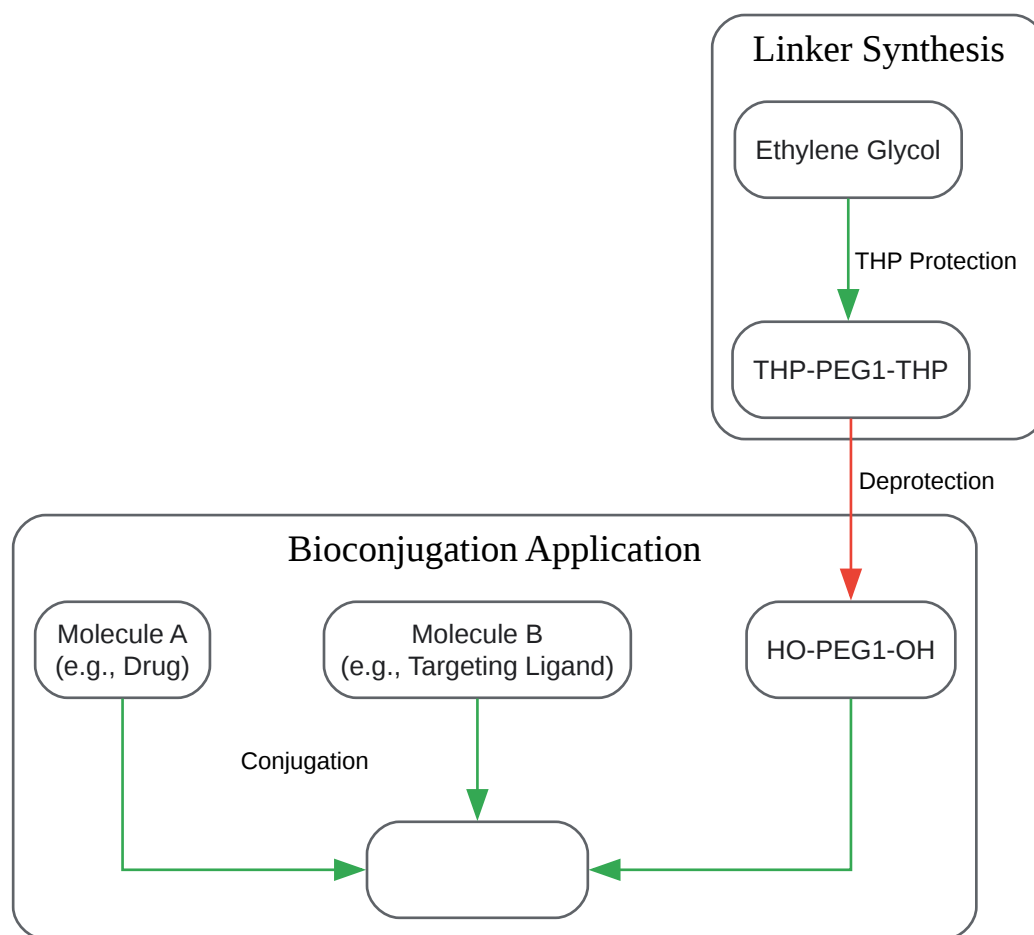 Linker Synthesis
Ethylene Glycol
THP Protection
THP-PEG1-THP
Deprotection
Bioconjugation Application
Molecule A
(e.g., Drug)
Molecule B
(e.g., Targeting Ligand)
HO-PEG1-OH
Conjugation